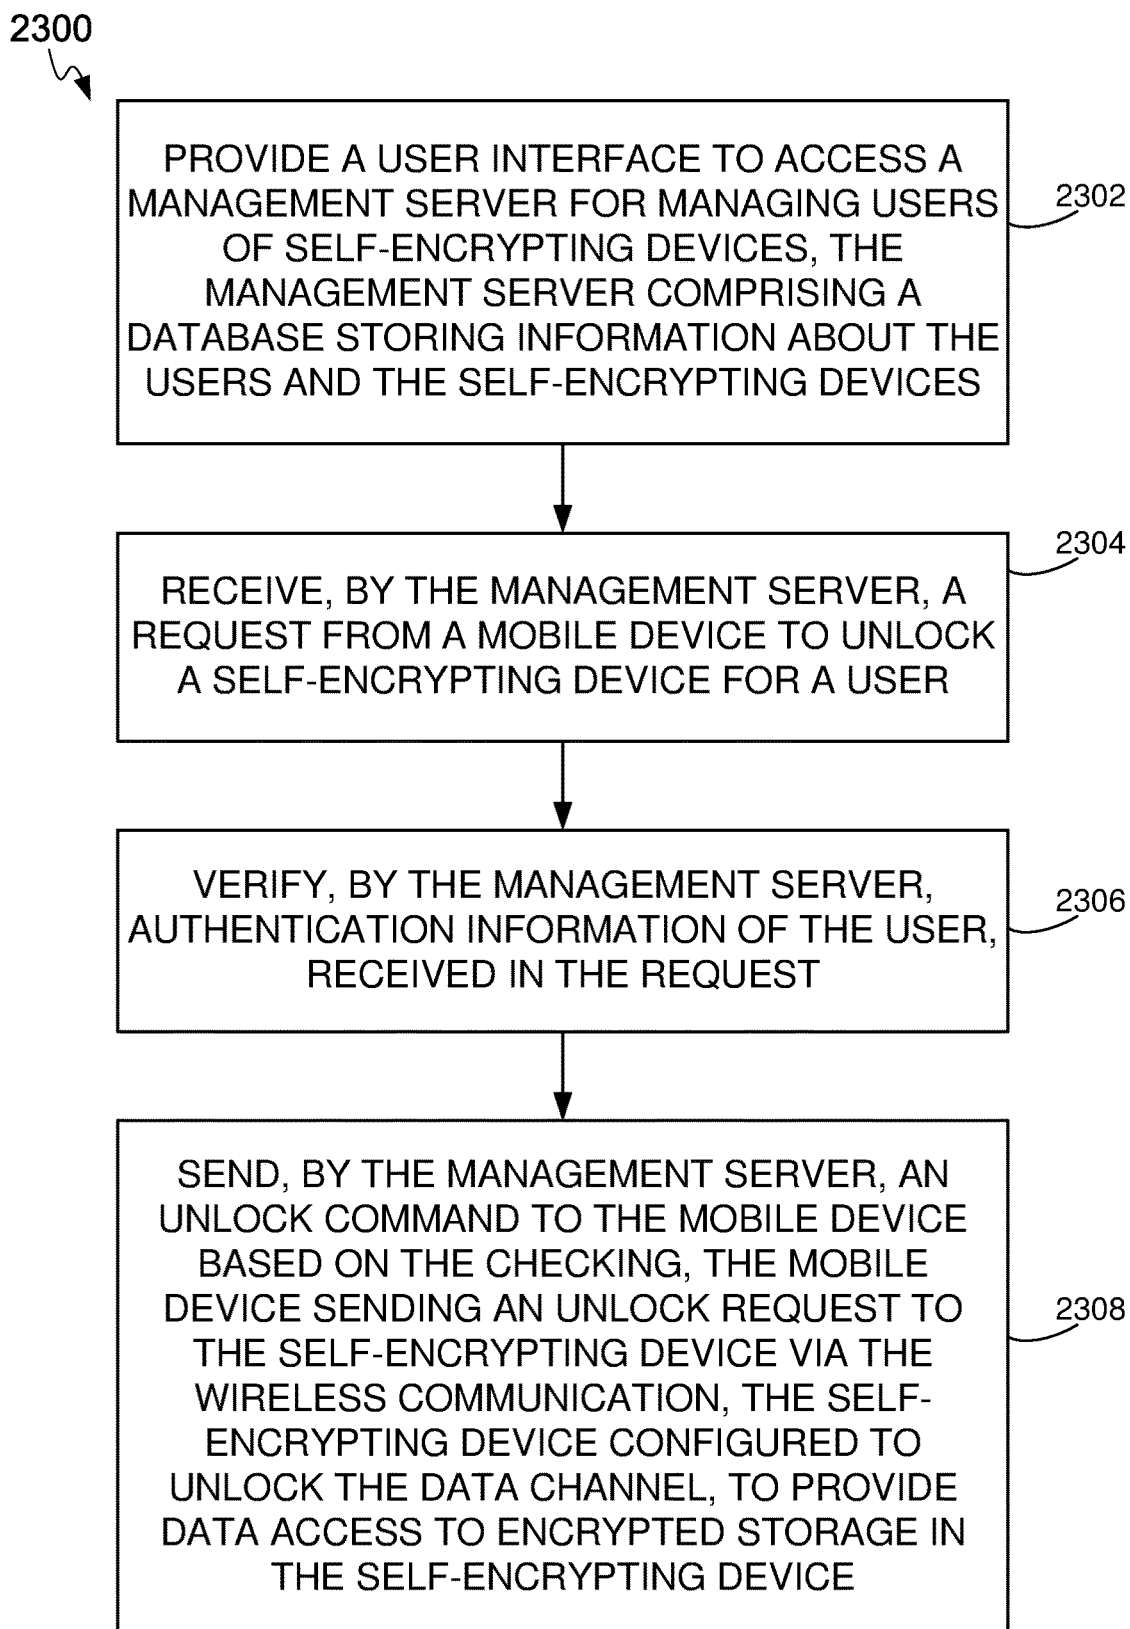 2300
PROVIDE A USER INTERFACE TO ACCESS A
MANAGEMENT SERVER FOR MANAGING USERS
OF SELF-ENCRYPTING DEVICES, THE
MANAGEMENT SERVER COMPRISING A
DATABASE STORING INFORMATION ABOUT THE
USERS AND THE SELF-ENCRYPTING DEVICES
2302
RECEIVE, BY THE MANAGEMENT SERVER, A
REQUEST FROM A MOBILE DEVICE TO UNLOCK
A SELF-ENCRYPTING DEVICE FOR A USER
2304
VERIFY, BY THE MANAGEMENT SERVER,
AUTHENTICATION INFORMATION OF THE USER,
RECEIVED IN THE REQUEST
2306
SEND, BY THE MANAGEMENT SERVER, AN
UNLOCK COMMAND TO THE MOBILE DEVICE
BASED ON THE CHECKING, THE MOBILE
DEVICE SENDING AN UNLOCK REQUEST TO
THE SELF-ENCRYPTING DEVICE VIA THE
WIRELESS COMMUNICATION, THE SELF-
ENCRYPTING DEVICE CONFIGURED TO
UNLOCK THE DATA CHANNEL, TO PROVIDE
DATA ACCESS TO ENCRYPTED STORAGE IN
THE SELF-ENCRYPTING DEVICE
2308